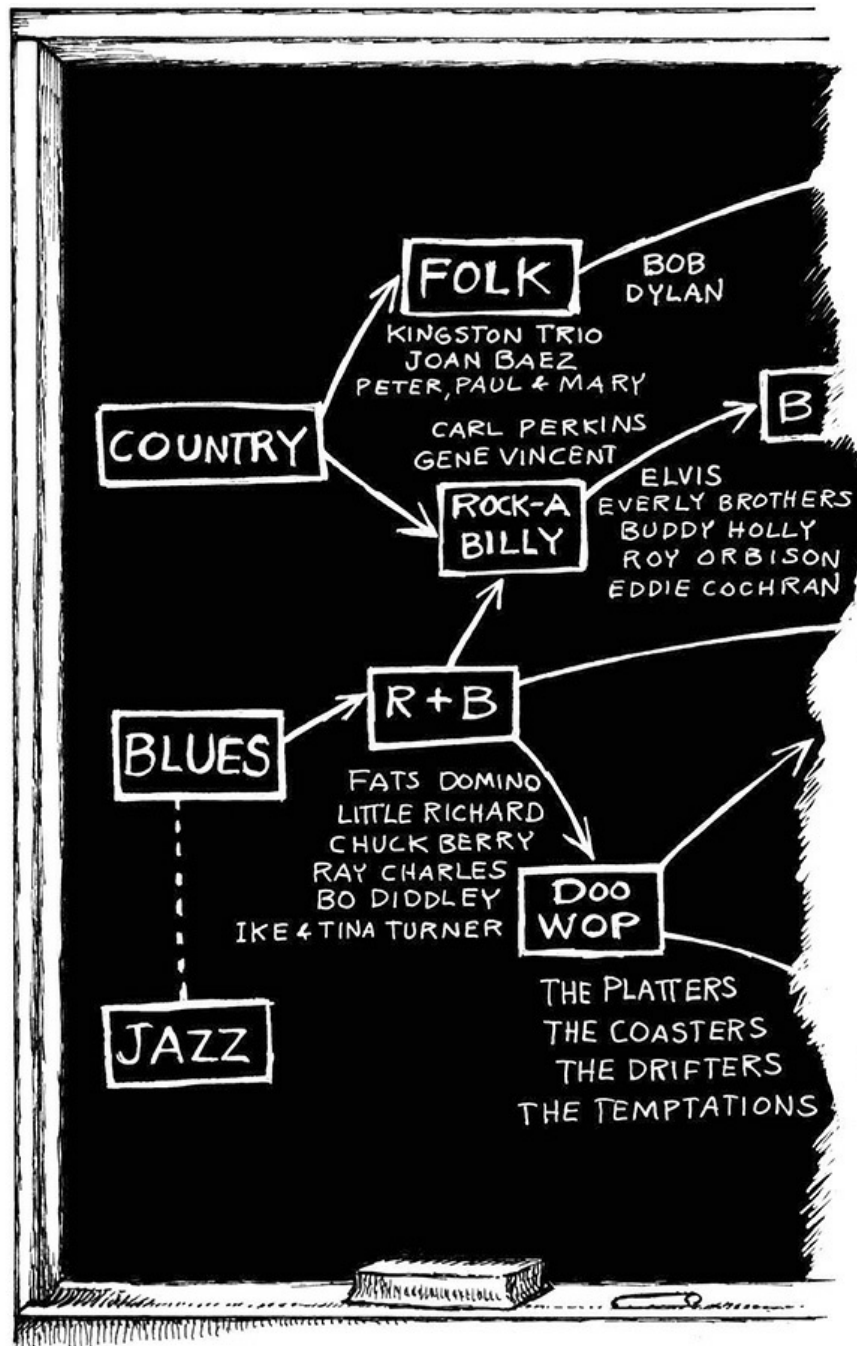 FOLK
BOB
DYLAN
KINGSTON TRIO
JOAN BAEZ
PETER, PAUL & MARY
COUNTRY
CARL PERKINS
GENE VINCENT
B
ROCK-A
BILLY
ELVIS
EVERLY BROTHERS
BUDDY HOLLY
ROY ORBISON
EDDIE COCHRAN
R + B
BLUES
FATS DOMINO
LITTLE RICHARD
CHUCK BERRY
RAY CHARLES
BO DIDDLEY
IKE & TINA TURNER
DOO
WOP
THE PLATTERS
THE COASTERS
THE DRIFTERS
THE TEMPTATIONS
JAZZ